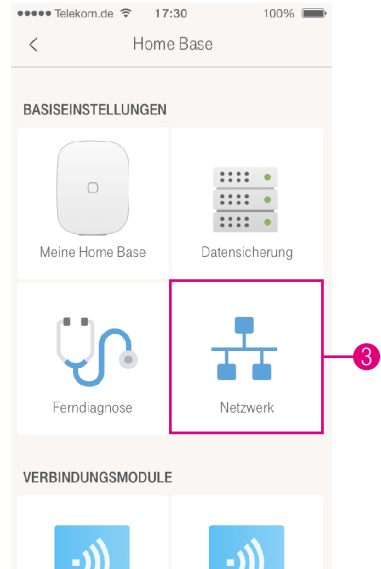 Telekom.de 17:30 100%
Home Base
BASISEINSTELLUNGEN
Meine Home Base Datensicherung
Ferndiagnose Netzwerk
3
VERBINDUNGSMODULE